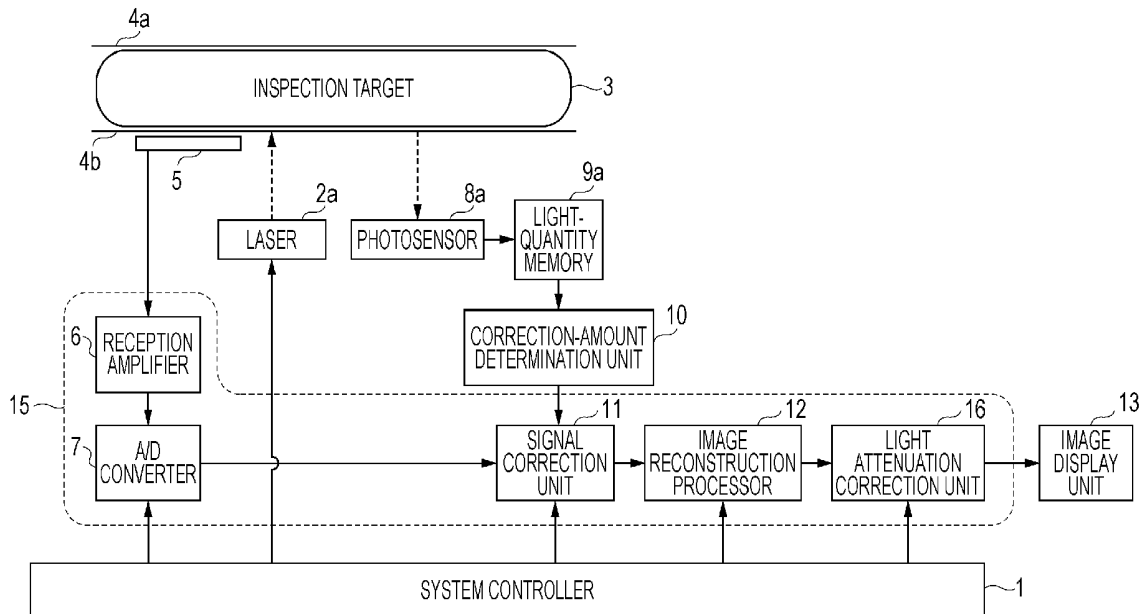 4a
INSPECTION TARGET
3
4b
5
2a
LASER
8a
PHOTOSENSOR
9a
LIGHT-
QUANTITY
MEMORY
6
RECEPTION
AMPLIFIER
10
CORRECTION-AMOUNT
DETERMINATION UNIT
15
7
A/D
CONVERTER
11
SIGNAL
CORRECTION
UNIT
12
IMAGE
RECONSTRUCTION
PROCESSOR
16
LIGHT
ATTENUATION
CORRECTION UNIT
13
IMAGE
DISPLAY
UNIT
SYSTEM CONTROLLER
1